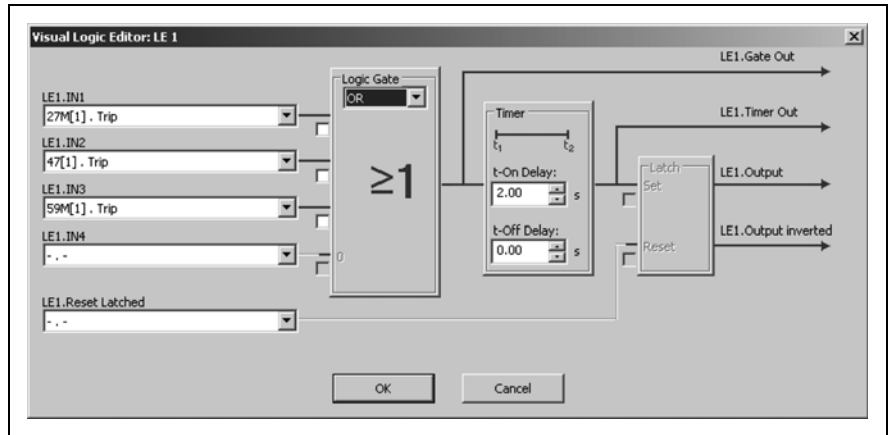 Visual Logic Editor: LE 1
LE1.IN1
27M[1] . Trip
LE1.IN2
47[1] . Trip
LE1.IN3
59M[1] . Trip
LE1.IN4
- . -
LE1.Reset Latched
- . -
Logic Gate
OR
≥1
0
Timer
t1 t2
t-On Delay:
2.00 s
t-Off Delay:
0.00 s
Latch
Set
Reset
LE1.Gate Out
LE1.Timer Out
LE1.Output
LE1.Output inverted
OK
Cancel